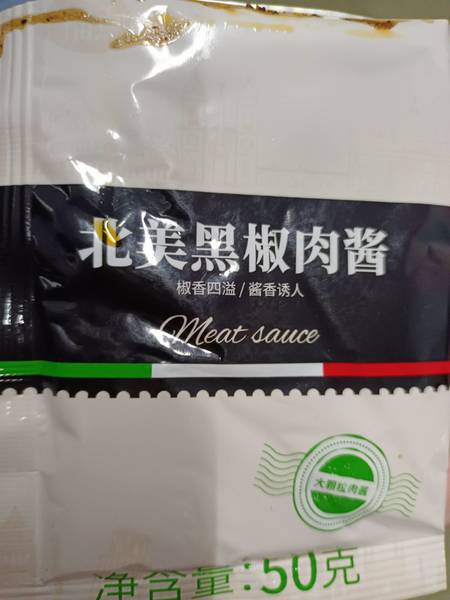 北美黑椒肉酱
椒香四溢 / 酱香诱人
Meat sauce
大颗粒肉酱
净含量:50克